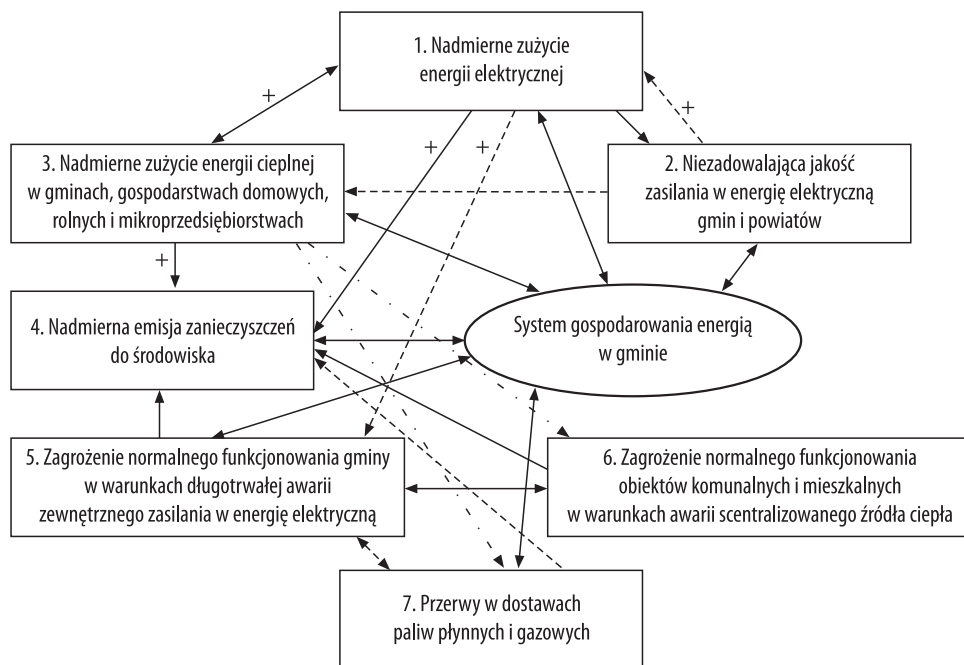 1. Nadmierne zużycie
energii elektrycznej
+
+
+
+
3. Nadmierne zużycie energii cieplnej
w gminach, gospodarstwach domowych,
rolnych i mikroprzedsiębiorstwach
2. Niezadowalająca jakość
zasilania w energię elektryczną
gmin i powiatów
+
4. Nadmierna emisja zanieczyszczeń
do środowiska
System gospodarowania energią
w gminie
5. Zagrożenie normalnego funkcjonowania gminy
w warunkach długotrwałej awarii
zewnętrznego zasilania w energię elektryczną
6. Zagrożenie normalnego funkcjonowania
obiektów komunalnych i mieszkalnych
w warunkach awarii scentralizowanego źródła ciepła
7. Przerwy w dostawach
paliw płynnych i gazowych